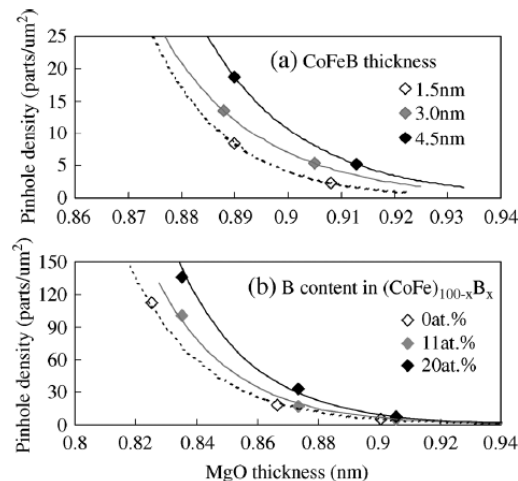 25
20
15
10
5
0
Pinhole density (parts/um²)
(a) CoFeB thickness
1.5nm
3.0nm
4.5nm
0.86 0.87 0.88 0.89 0.9 0.91 0.92 0.93 0.94
150
120
90
60
30
0
Pinhole density (parts/um²)
(b) B content in (CoFe)₁₀₀₋ₓBₓ
0at.%
11at.%
20at.%
0.8 0.82 0.84 0.86 0.88 0.9 0.92 0.94
MgO thickness (nm)